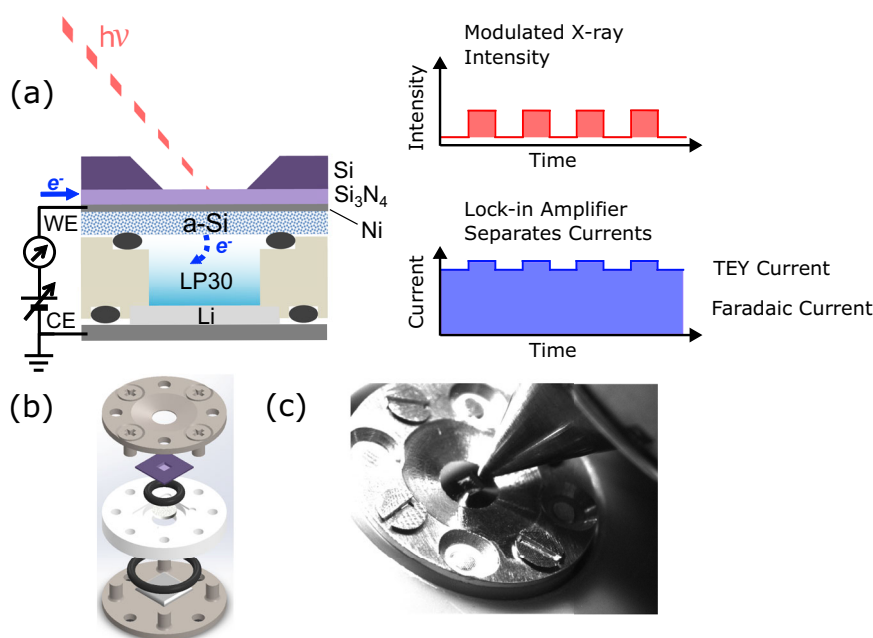 (a)
hν
e-
WE
CE
Si
Si3N4
Ni
a-Si
e-
LP30
Li
Modulated X-ray
Intensity
Intensity
Time
Lock-in Amplifier
Separates Currents
Current
TEY Current
Faradaic Current
Time
(b)
(c)